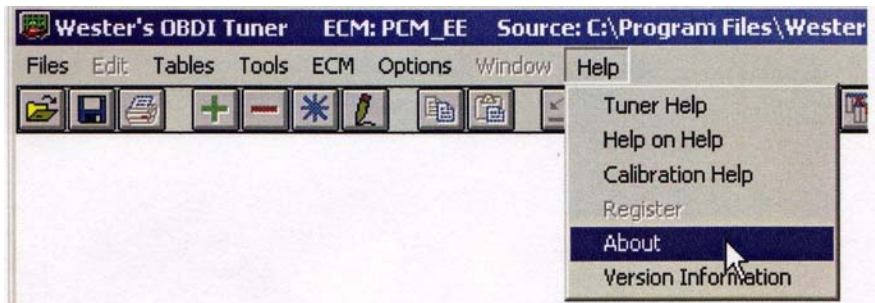 Wester's OBDI Tuner ECM: PCM_EE Source: C:\Program Files\Wester
Files Edit Tables Tools ECM Options Window Help
Tuner Help
Help on Help
Calibration Help
Register
About
Version Information